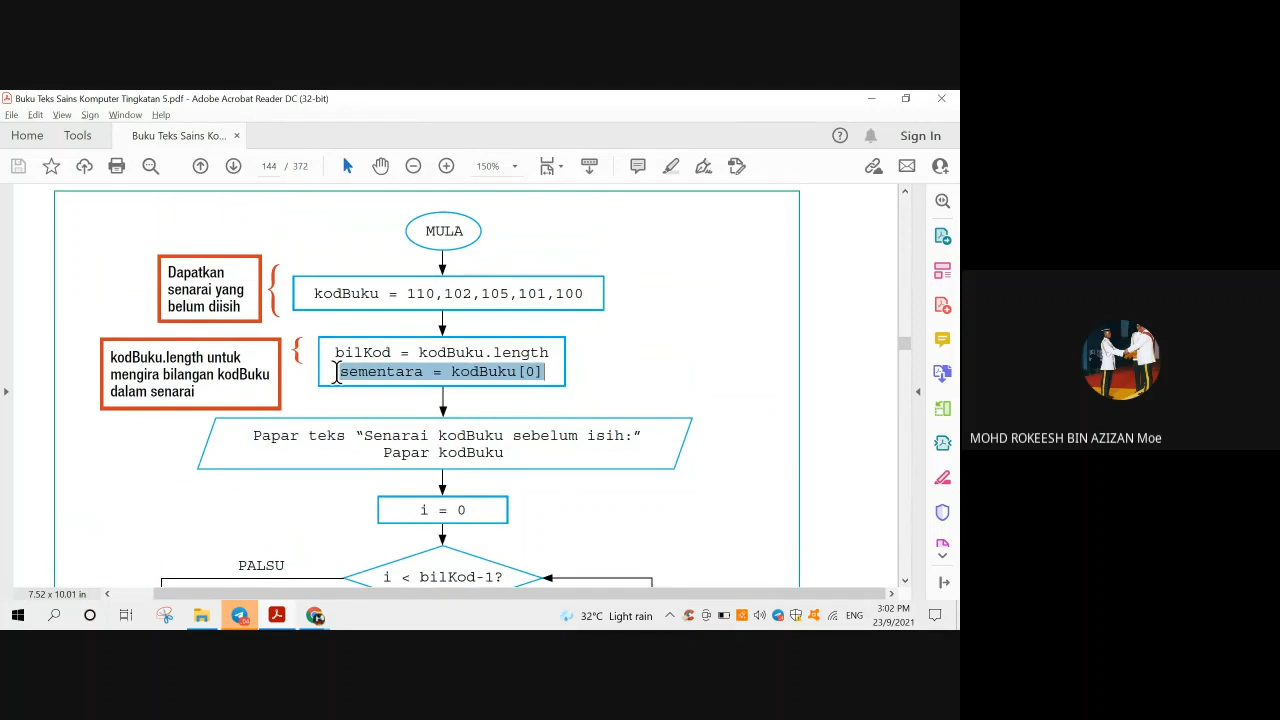 Buku Teks Sains Komputer Tingkatan 5.pdf - Adobe Acrobat Reader DC (32-bit)
File Edit View Sign Window Help
Home Tools Buku Teks Sains Ko... × Sign In
144 / 372 150%
MULA
Dapatkan
senarai yang
belum diisih
kodBuku = 110,102,105,101,100
kodBuku.length untuk
mengira bilangan kodBuku
dalam senarai
bilKod = kodBuku.length
sementara = kodBuku[0]
Papar teks “Senarai kodBuku sebelum isih:”
Papar kodBuku
i = 0
PALSU
i < bilKod-1?
7.52 x 10.01 in
32°C Light rain ENG 3:02 PM
23/9/2021
MOHD ROKEESH BIN AZIZAN Moe